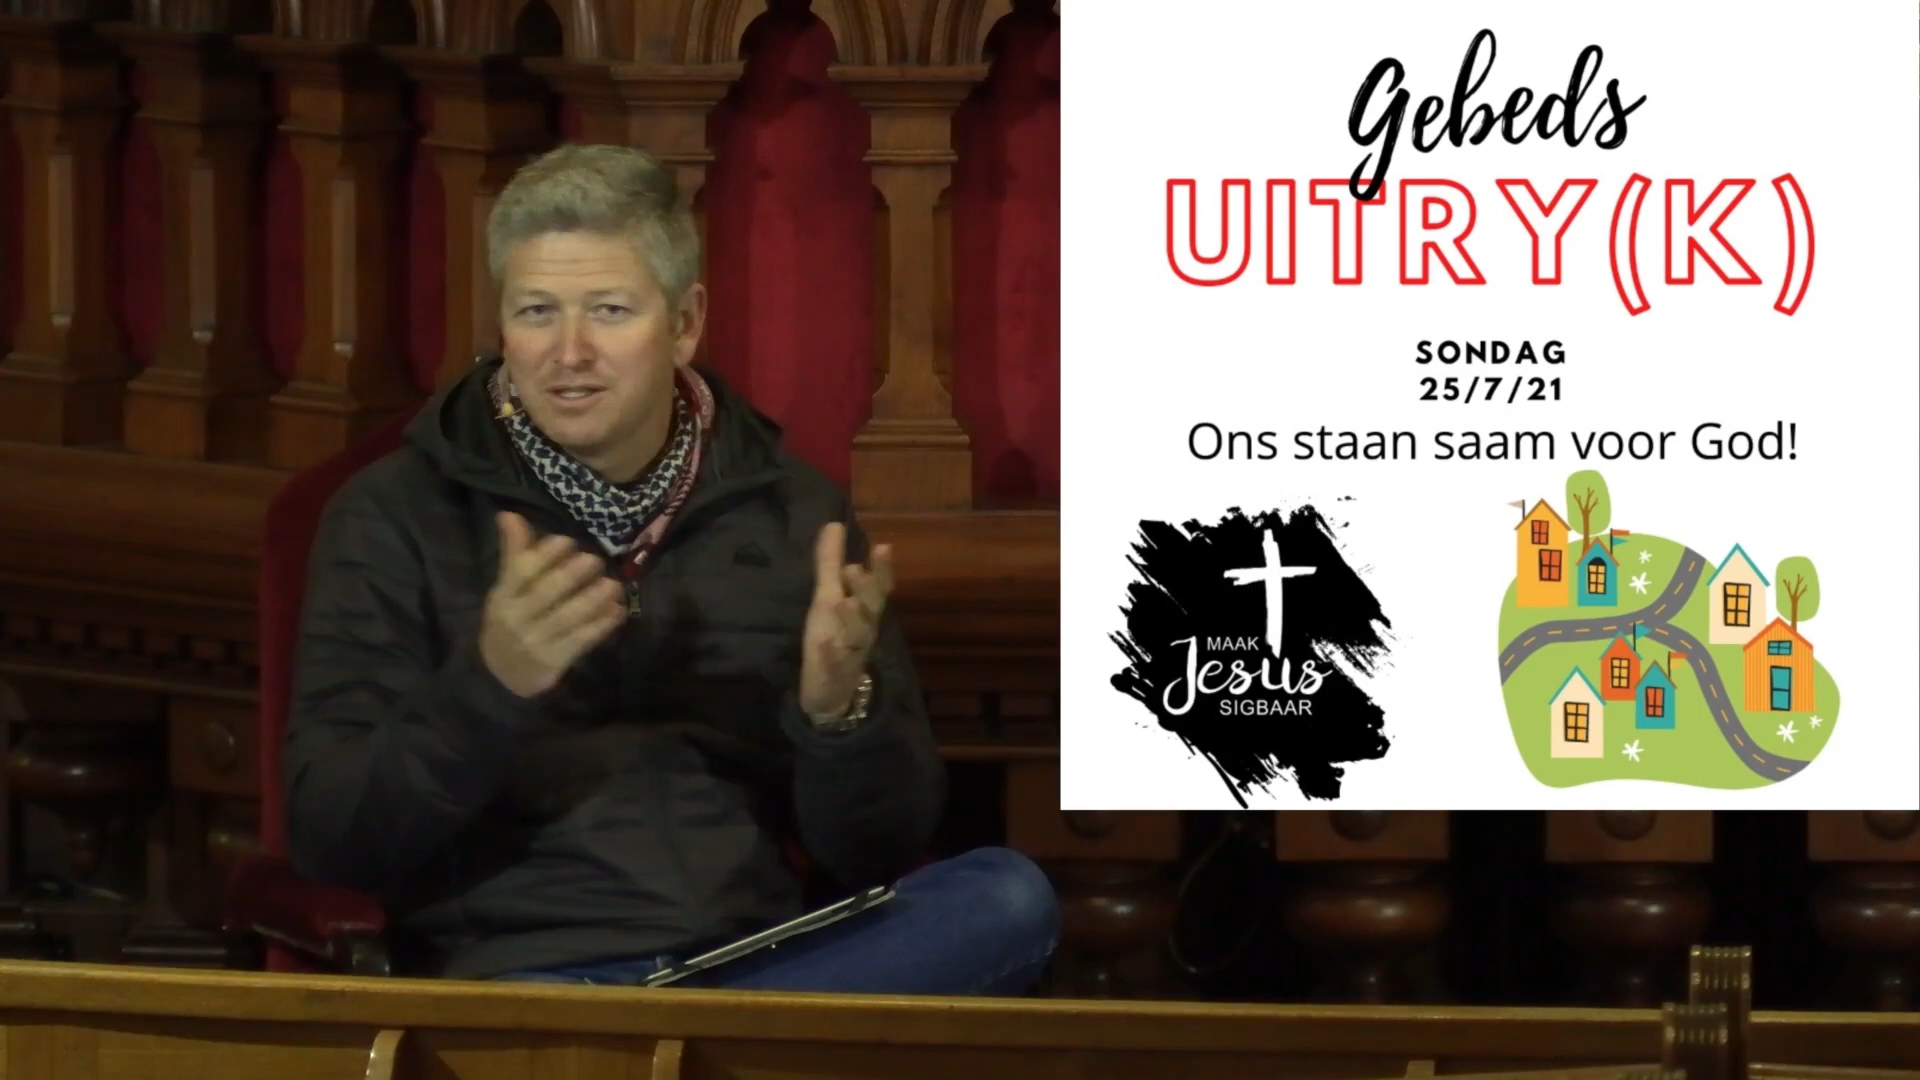 Gebeds
UITRY(K)
SONDAG
25/7/21
Ons staan saam voor God!
MAAK
Jesus
SIGBAAR